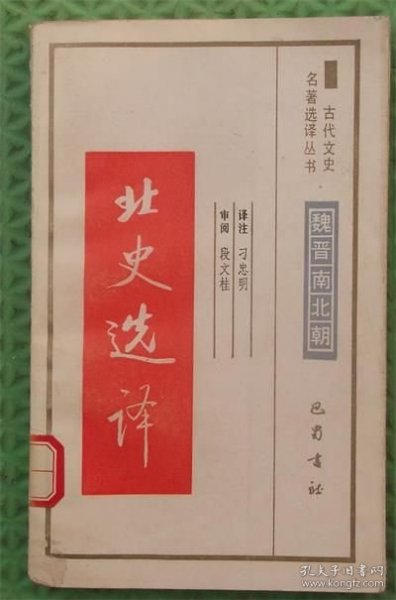 古代文史
名著选译丛书
魏晋南北朝
巴蜀书社
译注 刁忠明
审阅 段文桂
北史选译
孔夫子旧书网
www.kongfz.com